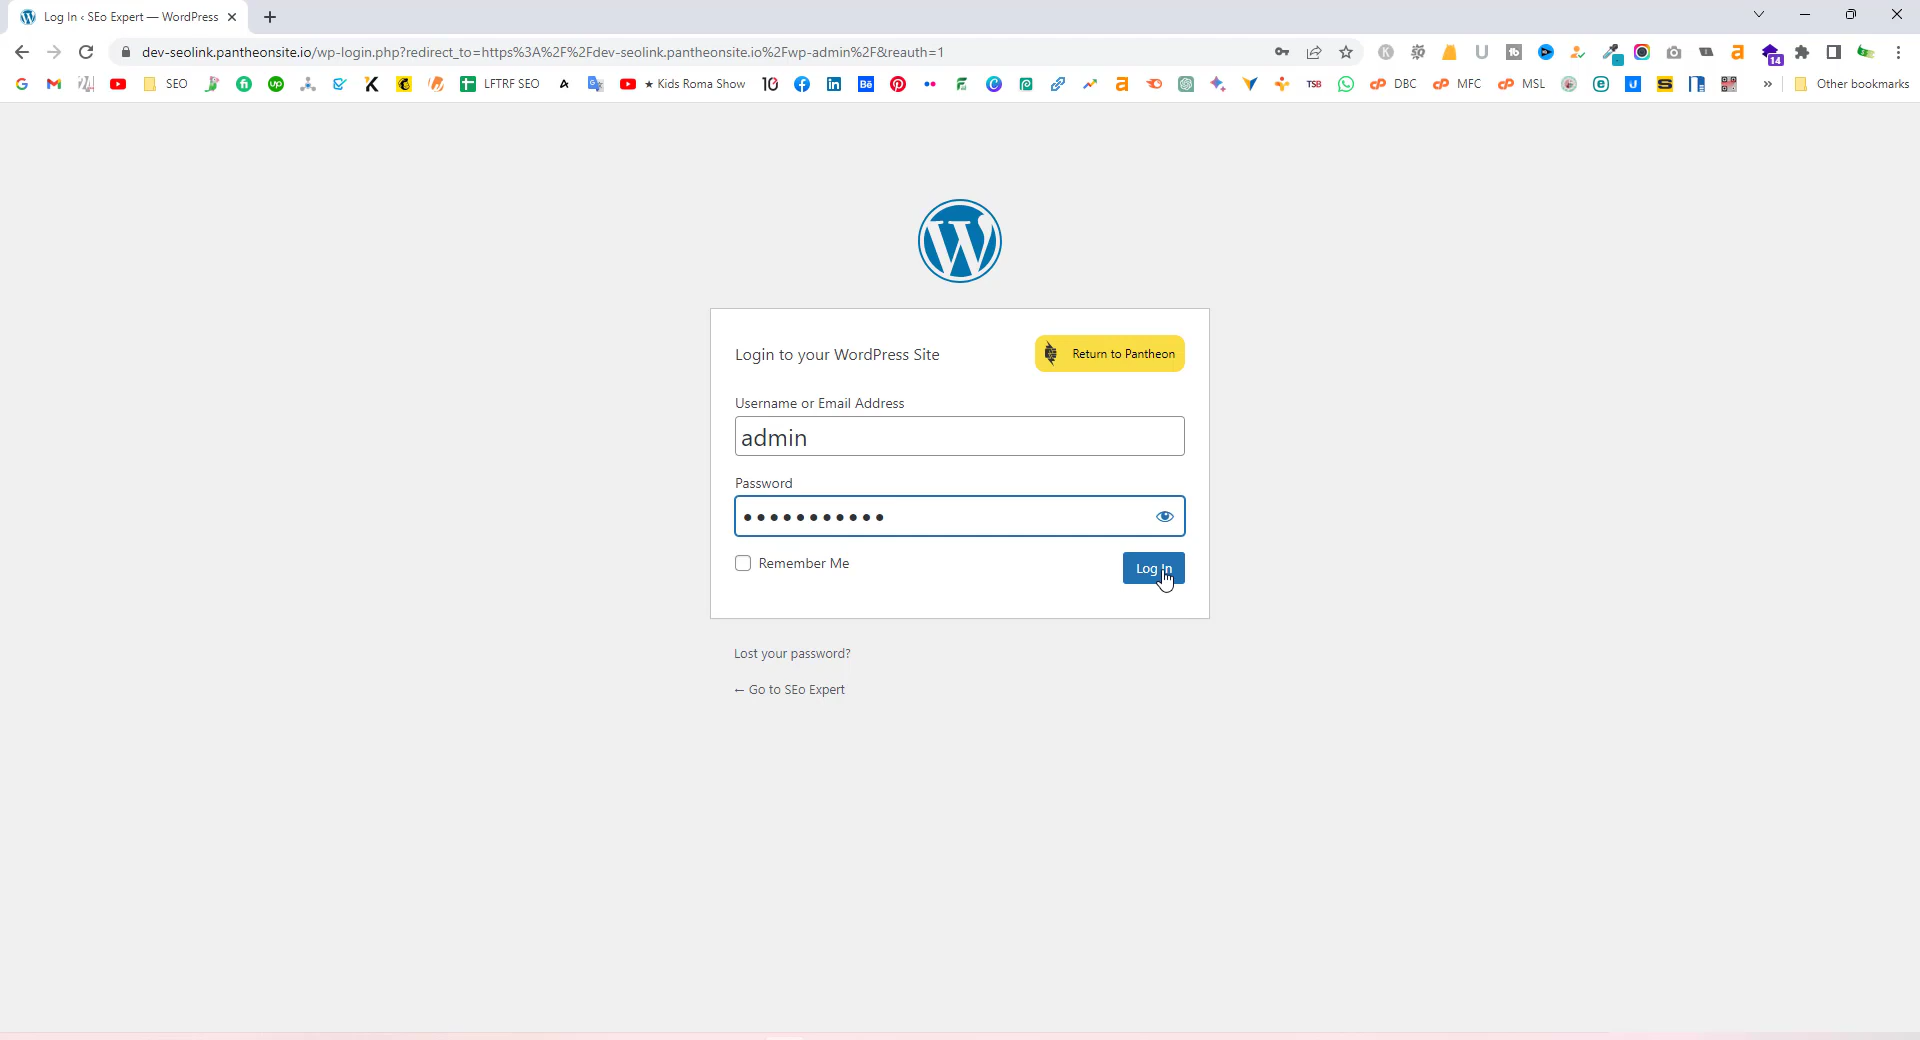 Log In ‹ SEo Expert — WordPress
dev-seolink.pantheonsite.io/wp-login.php?redirect_to=https%3A%2F%2Fdev-seolink.pantheonsite.io%2Fwp-admin%2F&reauth=1
14
SEO
LFTRF SEO
★ Kids Roma Show
10
TSB
DBC
MFC
MSL
» Other bookmarks
Login to your WordPress Site
Return to Pantheon
Username or Email Address
admin
Password
Remember Me
Log In
Lost your password?
← Go to SEo Expert